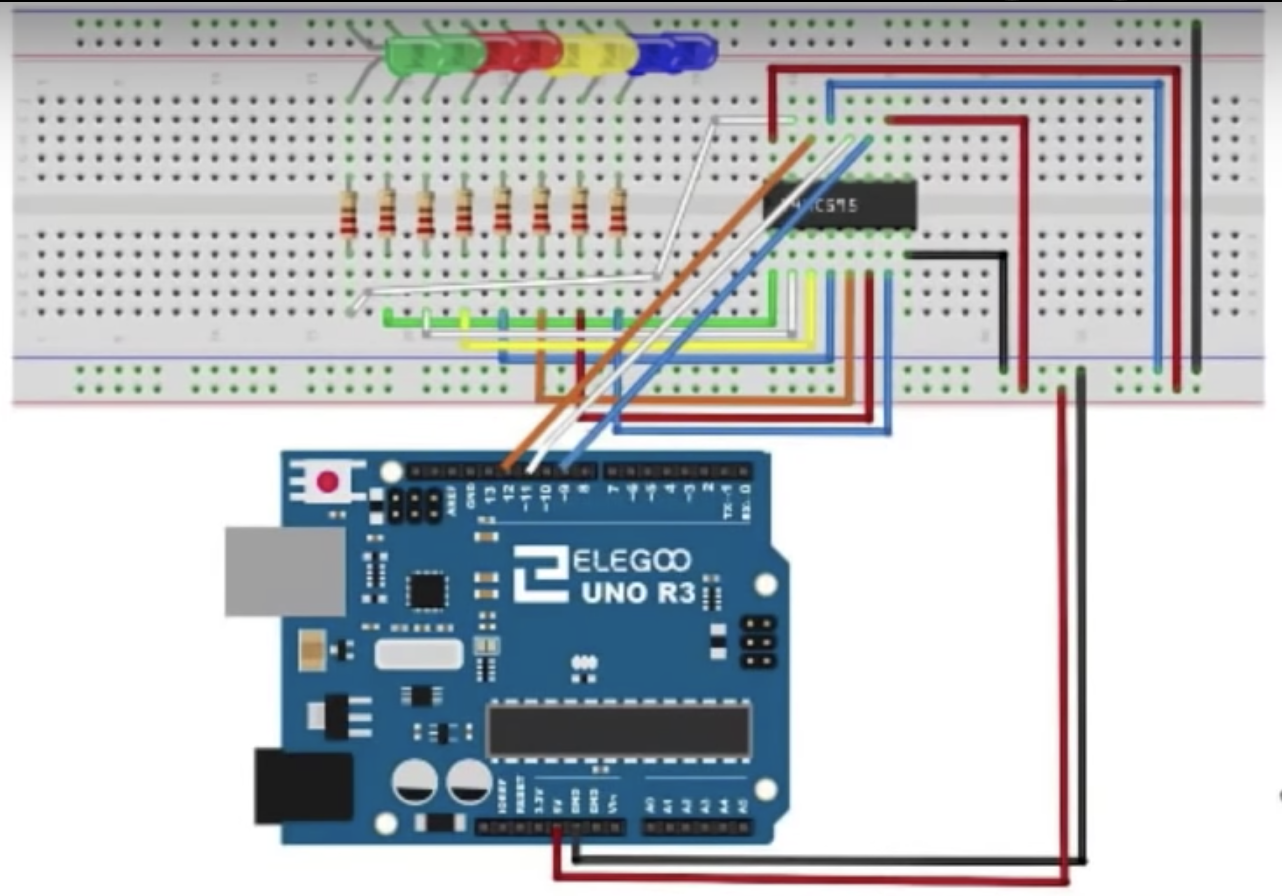 74HC595
AREF
GND
13
12
~11
~10
~9
8
7
~6
~5
4
~3
2
TX→1
RX←0
ELEGOO
UNO R3
IOREF
RESET
3.3V
5V
GND
GND
Vin
A0
A1
A2
A3
A4
A5